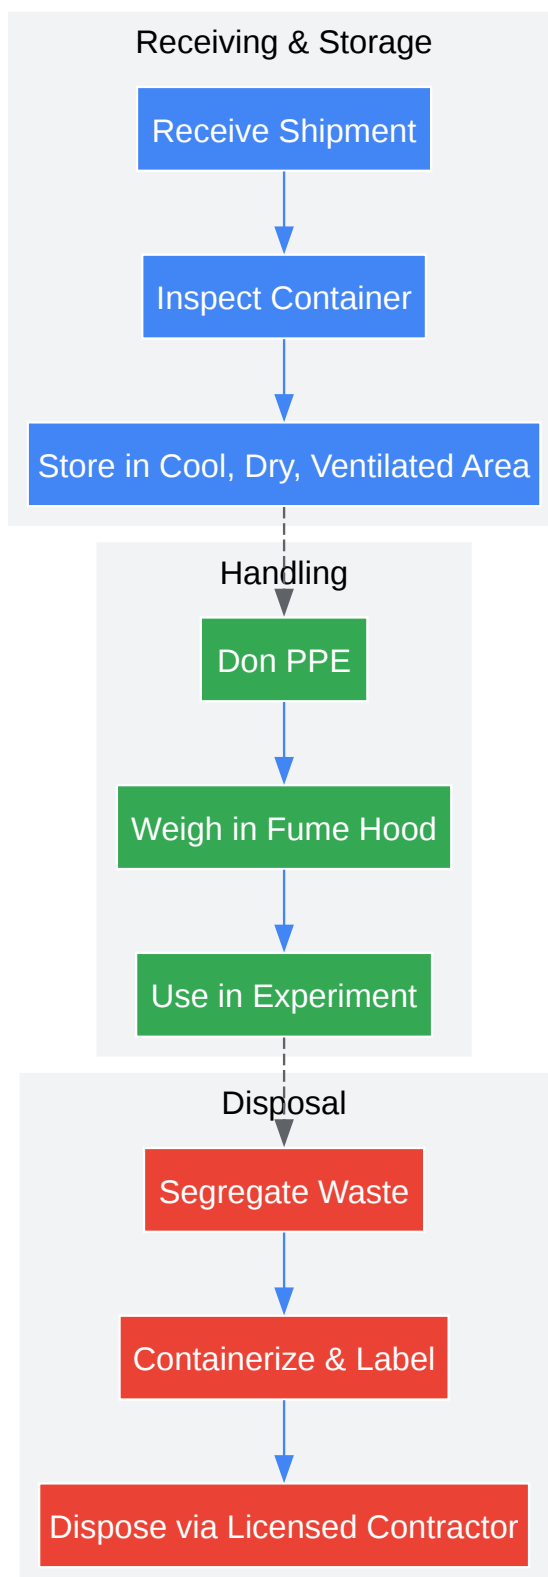 Receiving & Storage
Receive Shipment
Inspect Container
Store in Cool, Dry, Ventilated Area
Handling
Don PPE
Weigh in Fume Hood
Use in Experiment
Disposal
Segregate Waste
Containerize & Label
Dispose via Licensed Contractor